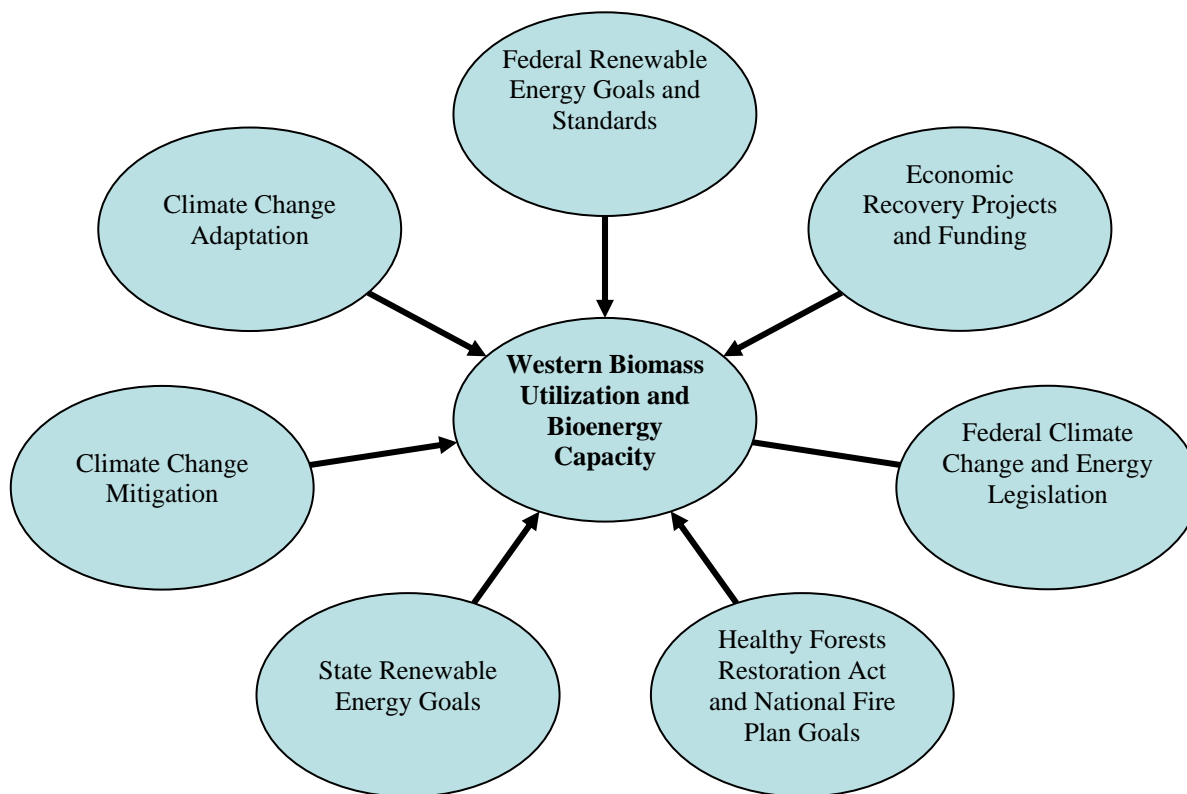 Federal Renewable
Energy Goals and
Standards
Climate Change
Adaptation
Economic
Recovery Projects
and Funding
Western Biomass
Utilization and
Bioenergy
Capacity
Climate Change
Mitigation
Federal Climate
Change and Energy
Legislation
State Renewable
Energy Goals
Healthy Forests
Restoration Act
and National Fire
Plan Goals